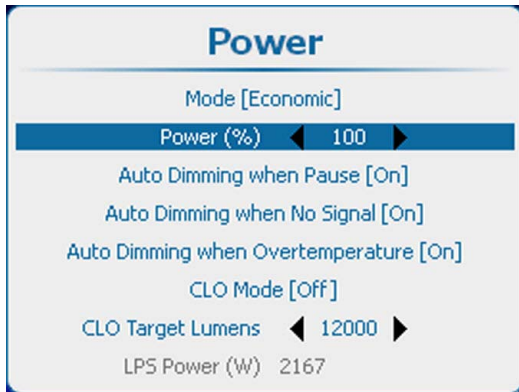 Power
Mode [Economic]
Power (%) 100
Auto Dimming when Pause [On]
Auto Dimming when No Signal [On]
Auto Dimming when Overtemperature [On]
CLO Mode [Off]
CLO Target Lumens 12000
LPS Power (W) 2167